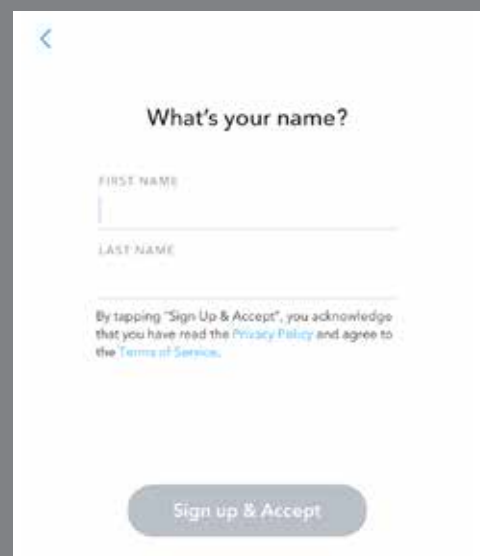 What's your name?
FIRST NAME
LAST NAME
By tapping "Sign Up & Accept", you acknowledge
that you have read the Privacy Policy and agree to
the Terms of Service.
Sign up & Accept